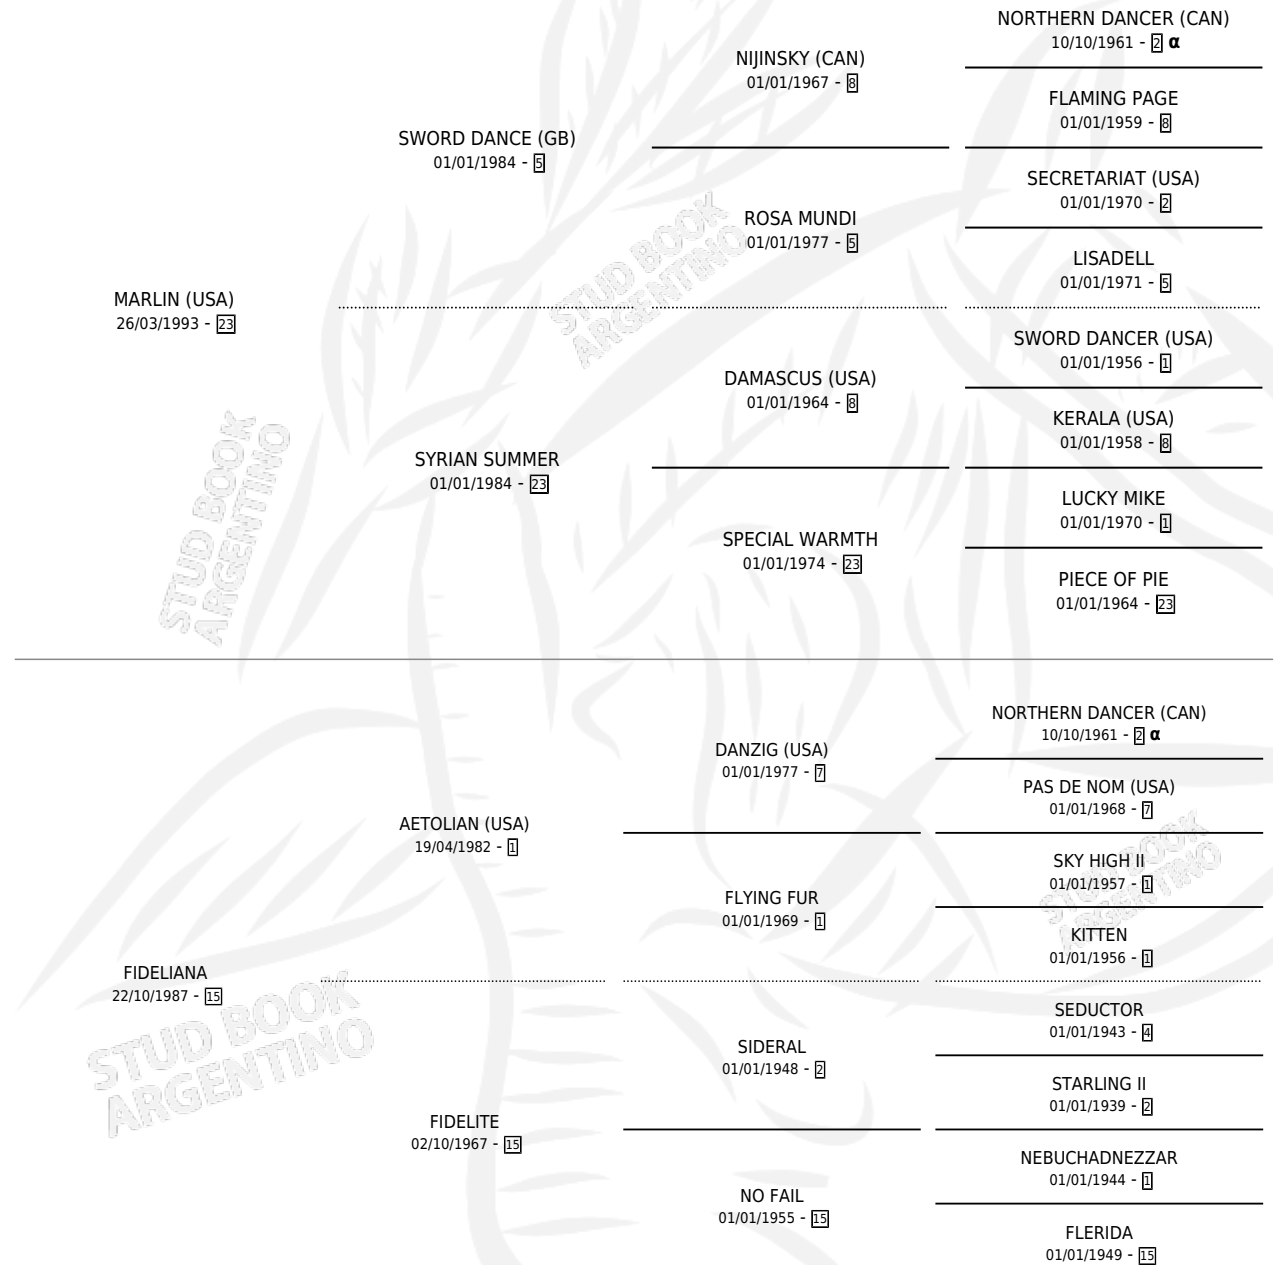 NORTHERN DANCER (CAN)
10/10/1961 - 2 α
NIJINSKY (CAN)
01/01/1967 - 8
FLAMING PAGE
01/01/1959 - 8
SWORD DANCE (GB)
01/01/1984 - 5
SECRETARIAT (USA)
01/01/1970 - 2
ROSA MUNDI
01/01/1977 - 5
LISADELL
01/01/1971 - 5
MARLIN (USA)
26/03/1993 - 23
SWORD DANCER (USA)
01/01/1956 - 1
DAMASCUS (USA)
01/01/1964 - 8
KERALA (USA)
01/01/1958 - 8
SYRIAN SUMMER
01/01/1984 - 23
LUCKY MIKE
01/01/1970 - 1
SPECIAL WARMTH
01/01/1974 - 23
PIECE OF PIE
01/01/1964 - 23
NORTHERN DANCER (CAN)
10/10/1961 - 2 α
DANZIG (USA)
01/01/1977 - 7
PAS DE NOM (USA)
01/01/1968 - 7
AETOLIAN (USA)
19/04/1982 - 1
SKY HIGH II
01/01/1957 - 1
FLYING FUR
01/01/1969 - 1
KITTEN
01/01/1956 - 1
FIDELIANA
22/10/1987 - 15
SEDUCTOR
01/01/1943 - 4
SIDERAL
01/01/1948 - 2
STARLING II
01/01/1939 - 2
FIDELITE
02/10/1967 - 15
NEBUCHADNEZZAR
01/01/1944 - 1
NO FAIL
01/01/1955 - 15
FLERIDA
01/01/1949 - 15
STUD BOOK
ARGENTINO
STUD BOOK
ARGENTINO
STUD BOOK
ARGENTINO
STUD BOOK
ARGENTINO